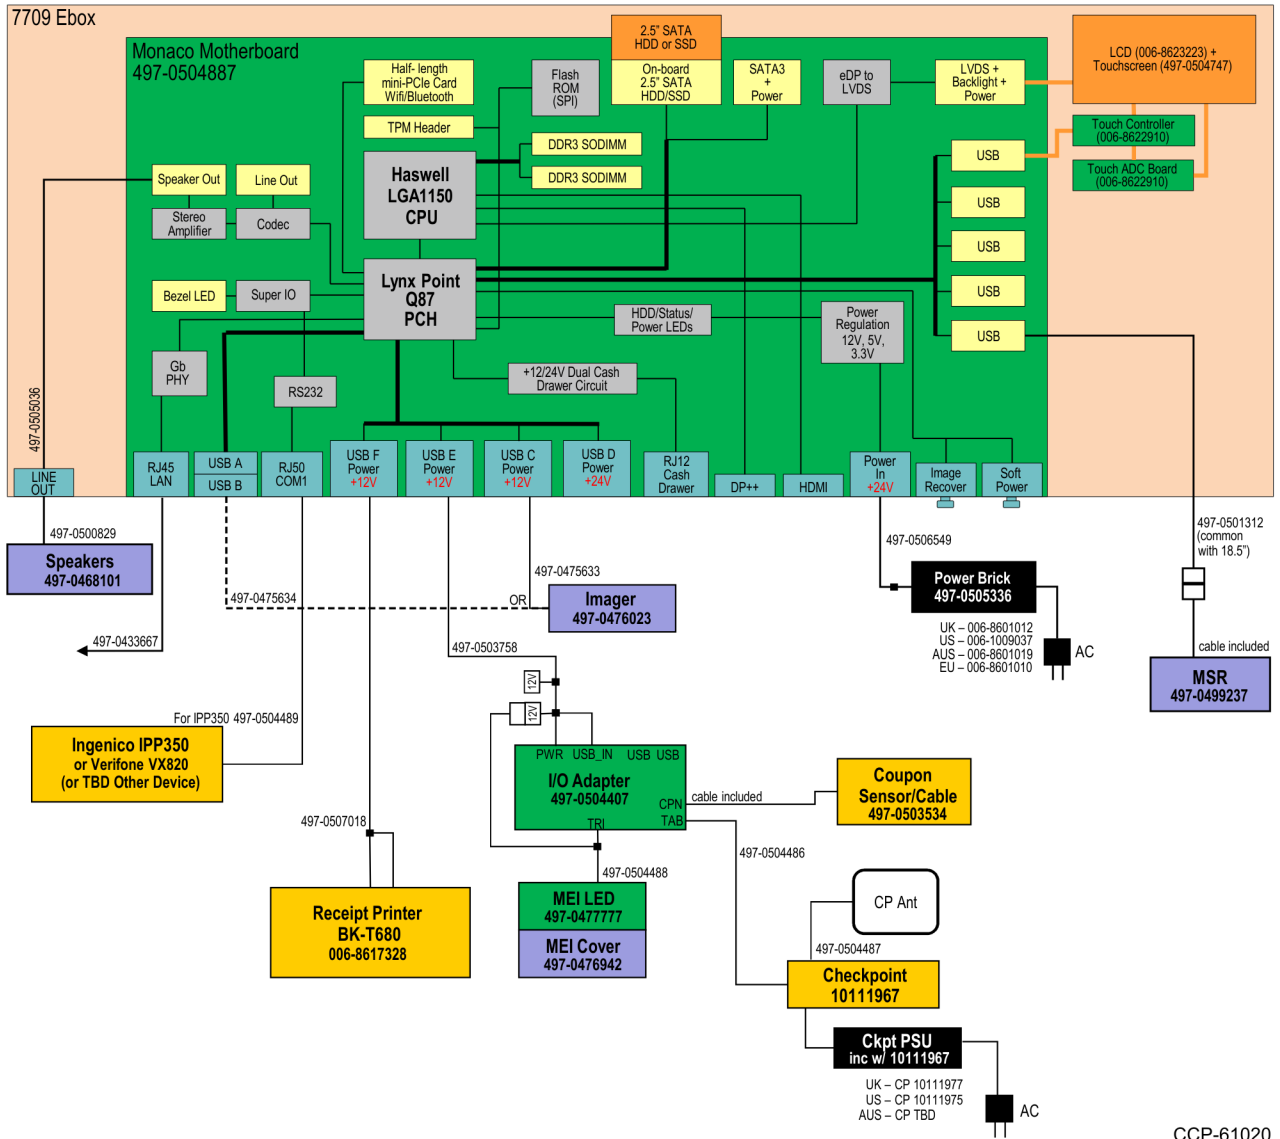 7709 Ebox
Monaco Motherboard
497-0504887
2.5” SATA
HDD or SSD
LCD (006-8623223) +
Touchscreen (497-0504747)
Half- length
mini-PCIe Card
Wifi/Bluetooth
Flash
ROM
(SPI)
On-board
2.5” SATA
HDD/SSD
SATA3
+
Power
eDP to
LVDS
LVDS +
Backlight +
Power
TPM Header
Touch Controller
(006-8622910)
DDR3 SODIMM
DDR3 SODIMM
USB
Touch ADC Board
(006-8622910)
Haswell
LGA1150
CPU
Speaker Out
Line Out
USB
Stereo
Amplifier
Codec
USB
Lynx Point
Q87
PCH
Bezel LED
Super IO
USB
HDD/Status/
Power LEDs
Power
Regulation
12V, 5V,
3.3V
USB
Gb
PHY
RS232
+12/24V Dual Cash
Drawer Circuit
497-0505036
LINE
OUT
RJ45
LAN
USB A
USB B
RJ50
COM1
USB F
Power
+12V
USB E
Power
+12V
USB C
Power
+12V
USB D
Power
+24V
RJ12
Cash
Drawer
DP++
HDMI
Power
In
+24V
Image
Recover
Soft
Power
497-0500829
Speakers
497-0468101
497-0475634
OR
497-0475633
Imager
497-0476023
497-0506549
Power Brick
497-0505336
UK – 006-8601012
US – 006-1009037
AUS – 006-8601019
EU – 006-8601010
AC
497-0501312
(common
with 18.5”)
cable included
MSR
497-0499237
497-0433667
497-0503758
12V
12V
For IPP350 497-0504489
Ingenico IPP350
or Verifone VX820
(or TBD Other Device)
PWR USB_IN USB USB
I/O Adapter
497-0504407
CPN
TAB
TRI
cable included
Coupon
Sensor/Cable
497-0503534
497-0507018
497-0504486
497-0504488
Receipt Printer
BK-T680
006-8617328
MEI LED
497-0477777
MEI Cover
497-0476942
CP Ant
497-0504487
Checkpoint
10111967
Ckpt PSU
inc w/ 10111967
UK – CP 10111977
US – CP 10111975
AUS – CP TBD
AC
CCP-61020